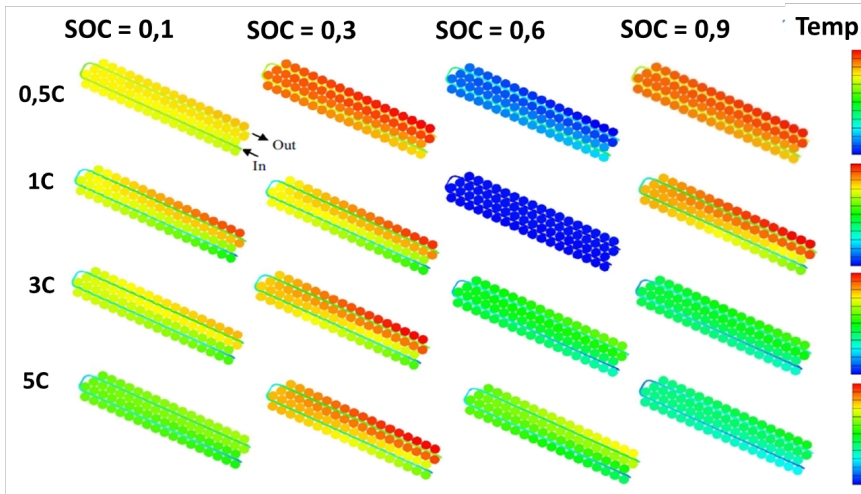 SOC = 0,1 SOC = 0,3 SOC = 0,6 SOC = 0,9 Temp
0,5C
Out
In
1C
3C
5C